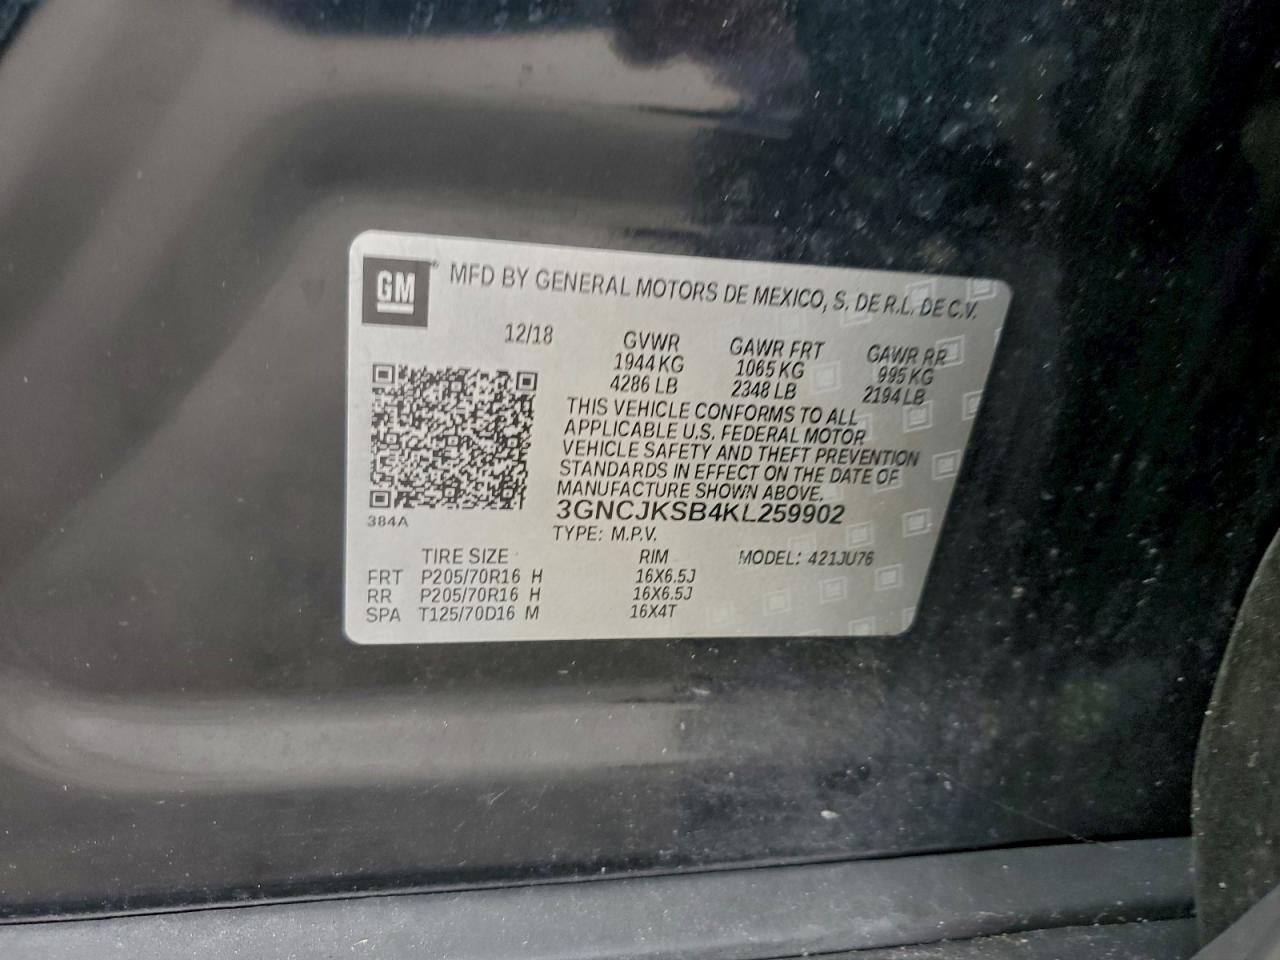 GM® MFD BY GENERAL MOTORS DE MEXICO, S. DE R.L. DE C.V.
12/18 GVWR GAWR FRT GAWR RR
1944 KG 1065 KG 995 KG
4286 LB 2348 LB 2194 LB
THIS VEHICLE CONFORMS TO ALL
APPLICABLE U.S. FEDERAL MOTOR
VEHICLE SAFETY AND THEFT PREVENTION
STANDARDS IN EFFECT ON THE DATE OF
MANUFACTURE SHOWN ABOVE.
384A 3GNCJKSB4KL259902
TYPE: M.P.V.
TIRE SIZE RIM MODEL: 421JU76
FRT P205/70R16 H 16X6.5J
RR P205/70R16 H 16X6.5J
SPA T125/70D16 M 16X4T